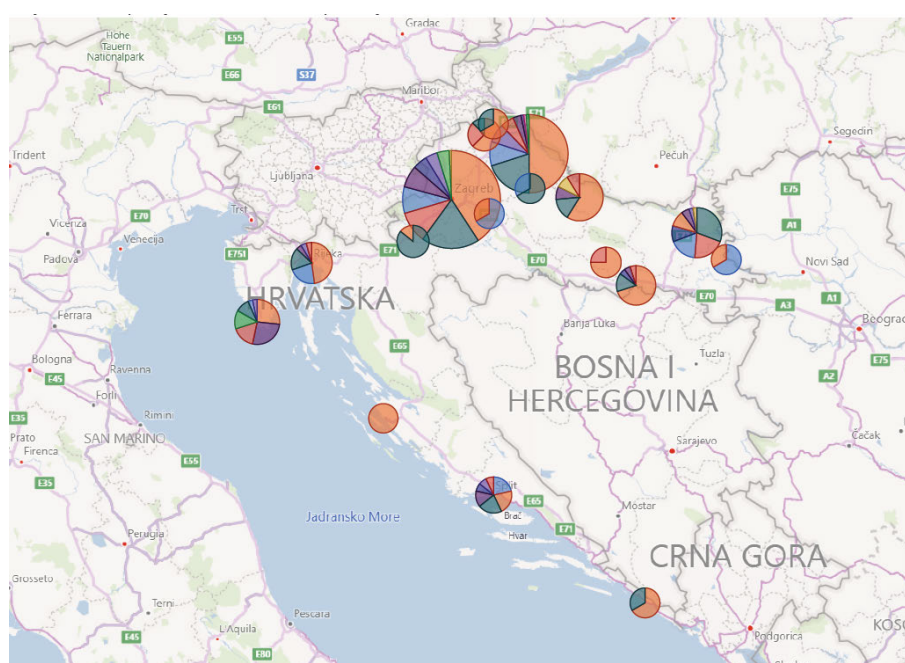 Gradac
Hohe
Tauern
Nationalpark
E55
E66
S37
Maribor
E71
E61
Segedin
Trident
Ljubljana
Pečuh
E75
E70
Trst
Zagreb
A1
Vicenza
Venecija
E751
Rijeka
E71
E70
Novi Sad
Padova
HRVATSKA
E70
A3
A1
Beograd
Ferrara
Banja Luka
E75
Bologna
Ravenna
E65
BOSNA I
HERCEGOVINA
Tuzla
A2
E45
Forli
E35
Rimini
Prato
SAN MARINO
Čačak
Firenca
E55
Sarajevo
E35
Split
E65
Jadransko More
Brač
Mostar
Hvar
E71
Perugia
CRNA GORA
Grosseto
Terni
KOSO
L'Aquila
Pescara
E45
Podgorica
E80